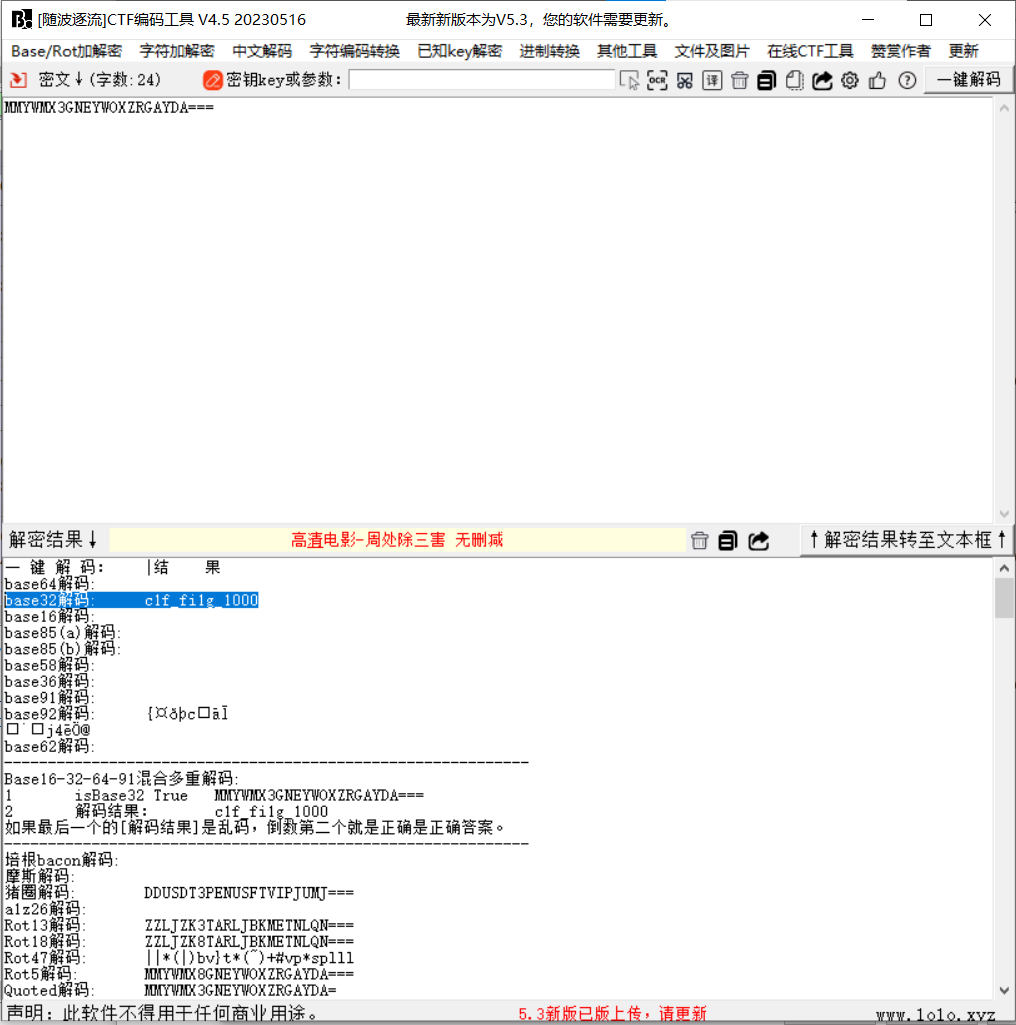 [随波逐流]CTF编码工具 V4.5 20230516 最新新版本为V5.3，您的软件需要更新。
Base/Rot加解密 字符加解密 中文解码 字符编码转换 已知key解密 进制转换 其他工具 文件及图片 在线CTF工具 赞赏作者 更新
密文↓(字数:24) 密钥key或参数: OCR 译 一键解码
MMYWMX3GNEYWOXZRGAYDA===
解密结果↓ 高清电影-周处除三害 无删减 ↑解密结果转至文本框↑
一 键 解 码: |结 果
base64解码:
base32解码: c1f_fi1g_1000
base16解码:
base85(a)解码:
base85(b)解码:
base58解码:
base36解码:
base91解码:
base92解码: {¤ðþc□āÎ
□˙□j4ëÖ@
base62解码:
------------------------------------------------------------
Base16-32-64-91混合多重解码:
1 isBase32 True MMYWMX3GNEYWOXZRGAYDA===
2 解码结果: c1f_fi1g_1000
如果最后一个的[解码结果]是乱码，倒数第二个就是正确是正确答案。
------------------------------------------------------------
培根bacon解码:
摩斯解码:
猪圈解码: DDUSDT3PENUSFTVIPJUMJ===
a1z26解码:
Rot13解码: ZZLJZK3TARLJBKMETNLQN===
Rot18解码: ZZLJZK8TARLJBKMETNLQN===
Rot47解码: ||*(|)bv}t*(~)+#vp*splll
Rot5解码: MMYWMX8GNEYWOXZRGAYDA===
Quoted解码: MMYWMX3GNEYWOXZRGAYDA=
声明：此软件不得用于任何商业用途。 5.3新版已版上传，请更新 www.1o1o.xyz